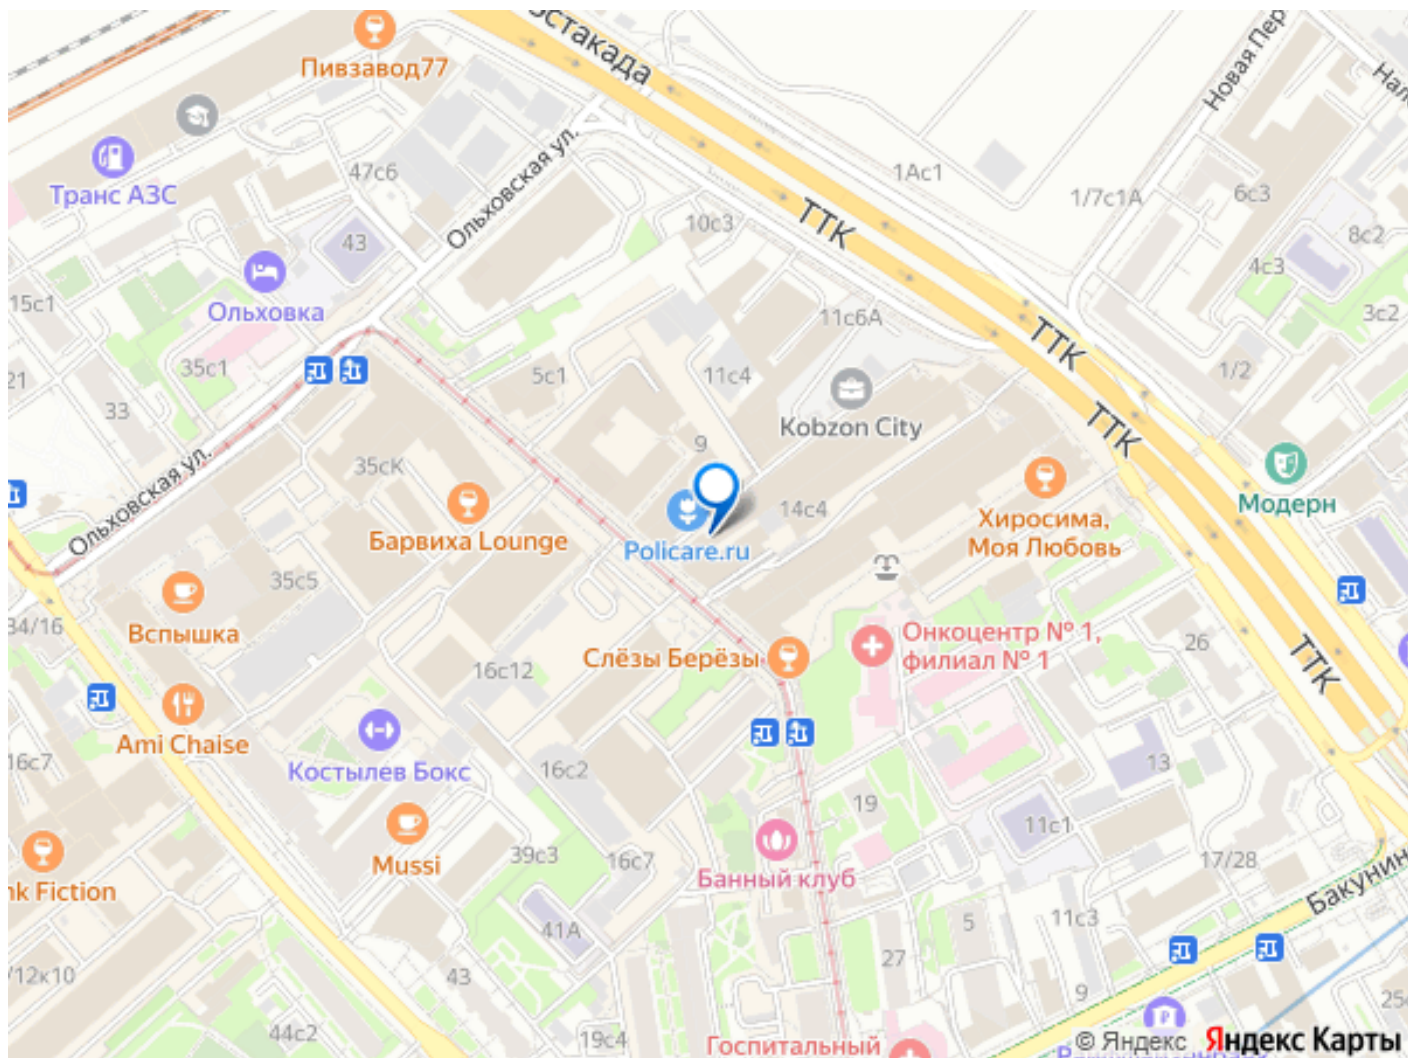 Эстакада
Новая Пер
Нал
Пивзавод77
Транс АЗС
47с6
Ольховская ул.
1Ас1
1/7с1А
6с3
8с2
4с3
3с2
1/2
ТТК
10с3
43
Ольховка
15с1
35с1
21
33
5с1
11с4
11с6А
ТТК
ТТК
Kobzon City
9
14с4
35сК
Ольховская ул.
Барвиха Lounge
Policare.ru
Хиросима,
Моя Любовь
Модерн
35с5
Вспышка
34/16
Слёзы Берёзы
Онкоцентр № 1,
филиал № 1
26
ТТК
16с12
Ami Chaise
16с7
Костылев Бокс
16с2
13
19
11с1
Mussi
39с3
16с7
Банный клуб
17/28
Бакунин
nk Fiction
41А
5
11с3
27
/12к10
43
9
25
44с2
19с4
Госпитальный
© Яндекс
Яндекс Карты